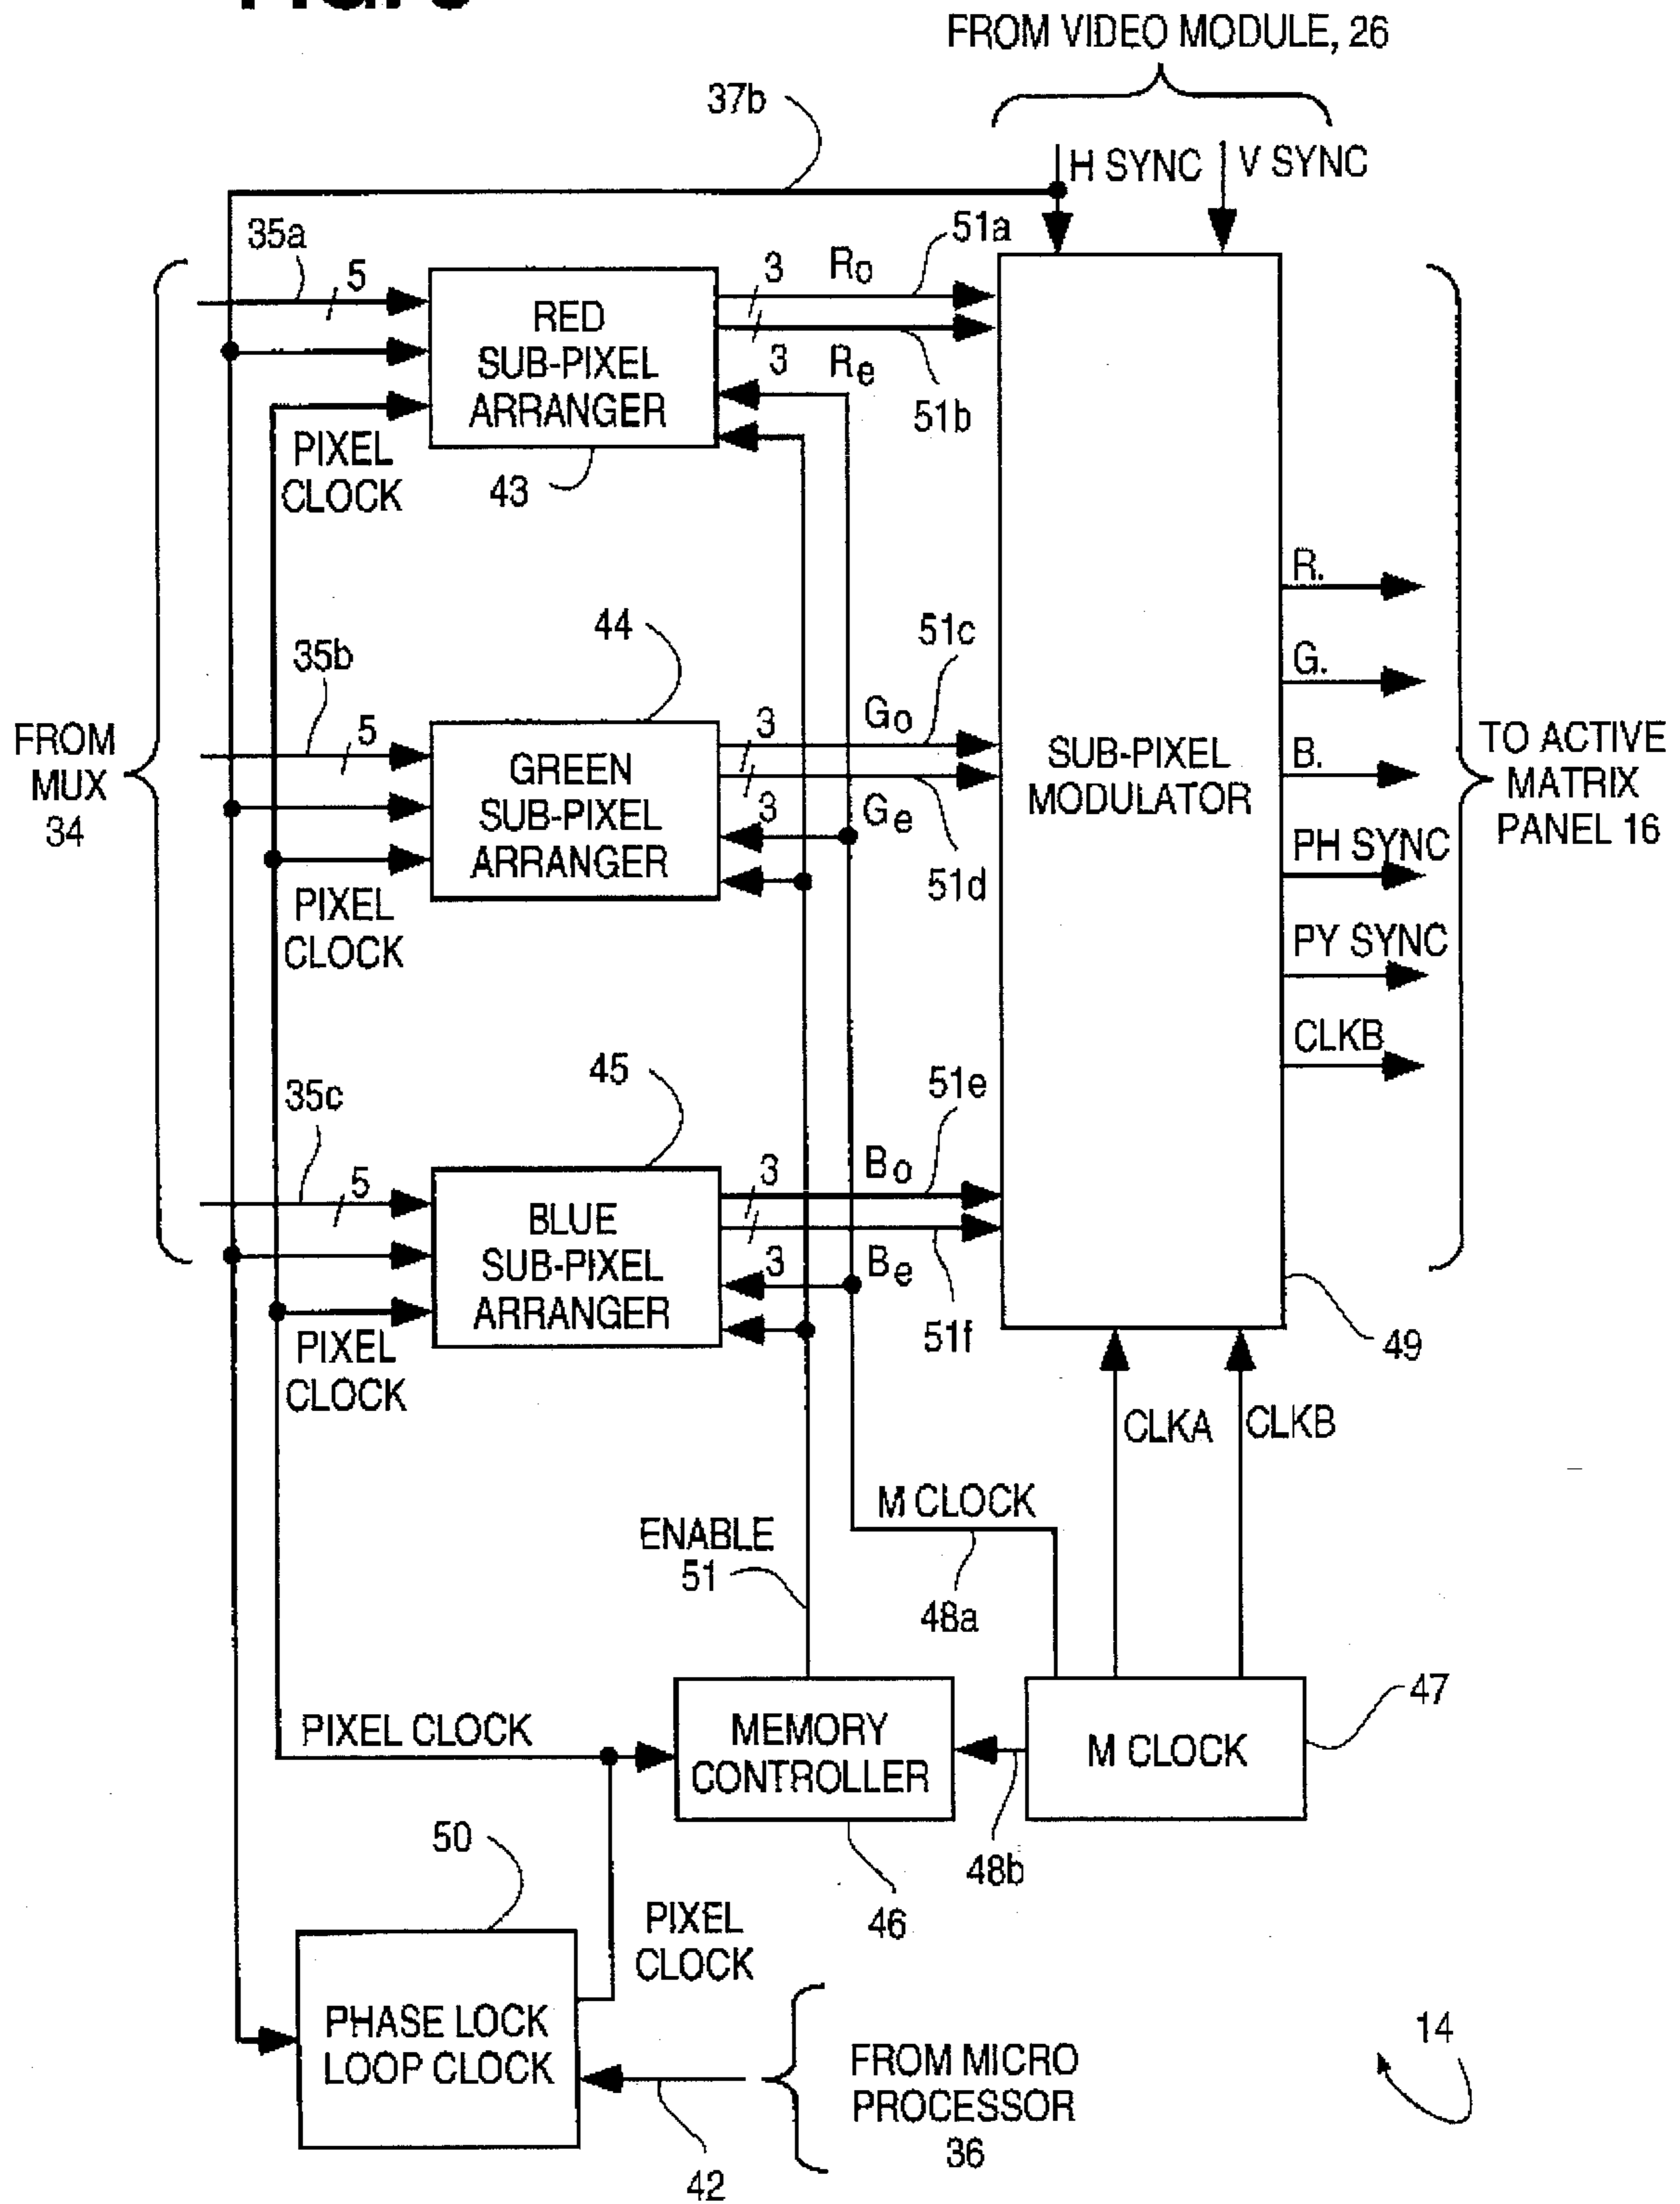 FROM VIDEO MODULE, 26
37b
H SYNC
V SYNC
35a
5
3
Ro
51a
RED
SUB-PIXEL
ARRANGER
3
Re
51b
PIXEL
CLOCK
43
R.
44
51c
35b
G.
5
3
Go
FROM
MUX
34
GREEN
SUB-PIXEL
ARRANGER
3
Ge
51d
SUB-PIXEL
MODULATOR
B.
TO ACTIVE
MATRIX
PANEL 16
PH SYNC
PIXEL
CLOCK
PY SYNC
CLKB
45
51e
35c
5
3
Bo
BLUE
SUB-PIXEL
ARRANGER
3
Be
51f
49
PIXEL
CLOCK
CLKA
CLKB
M CLOCK
ENABLE
51
48a
47
PIXEL CLOCK
MEMORY
CONTROLLER
M CLOCK
50
48b
46
PIXEL
CLOCK
PHASE LOCK
LOOP CLOCK
42
FROM MICRO
PROCESSOR
36
14